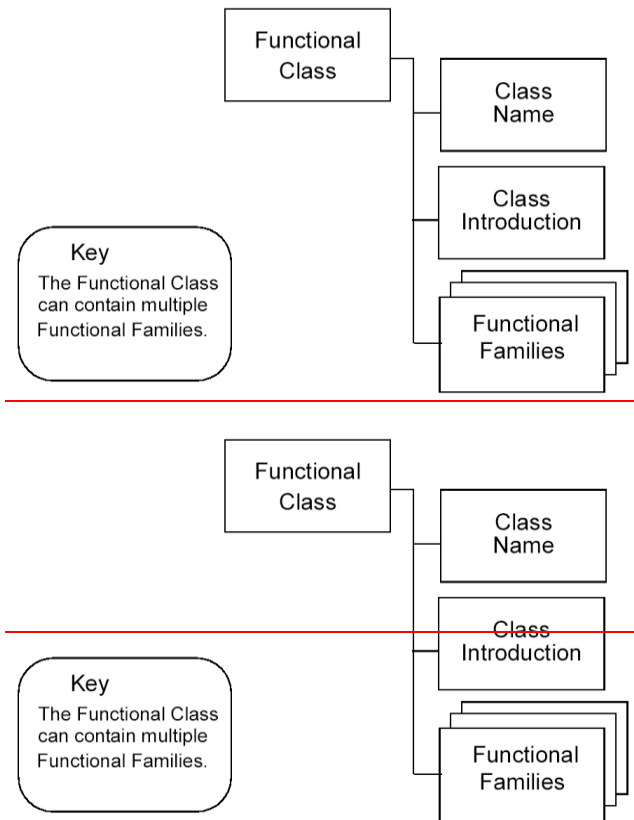 Functional
Class
Class
Name
Class
Introduction
Key
The Functional Class
can contain multiple
Functional Families.
Functional
Families
Functional
Class
Class
Name
Class
Introduction
Key
The Functional Class
can contain multiple
Functional Families.
Functional
Families